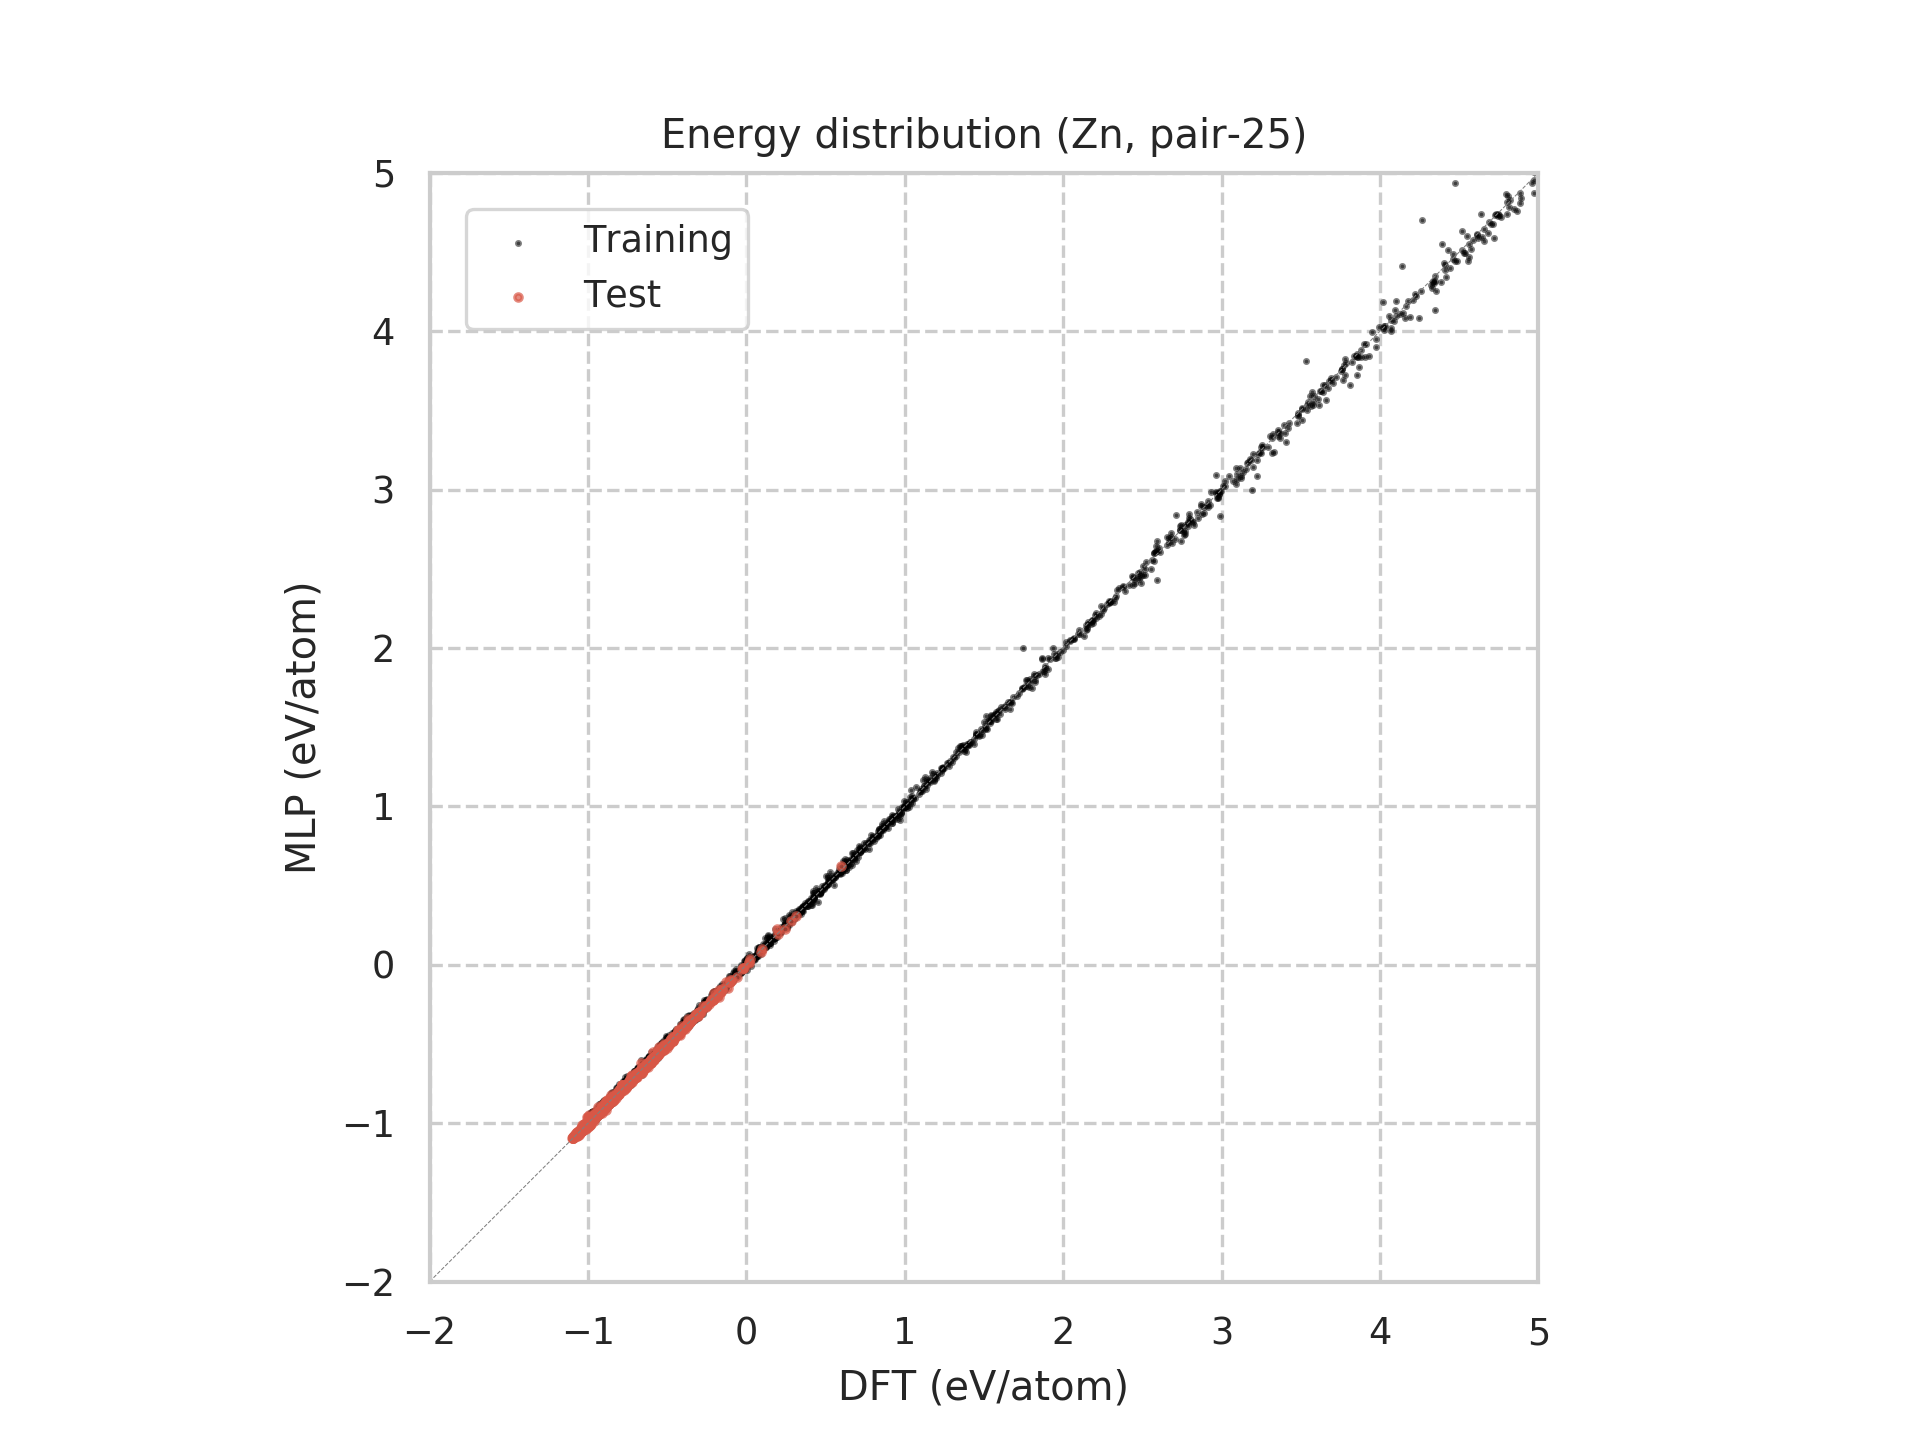 Energy distribution (Zn, pair-25)
5
4
3
2
1
0
−1
−2
MLP (eV/atom)
Training
Test
−2 −1 0 1 2 3 4 5
DFT (eV/atom)